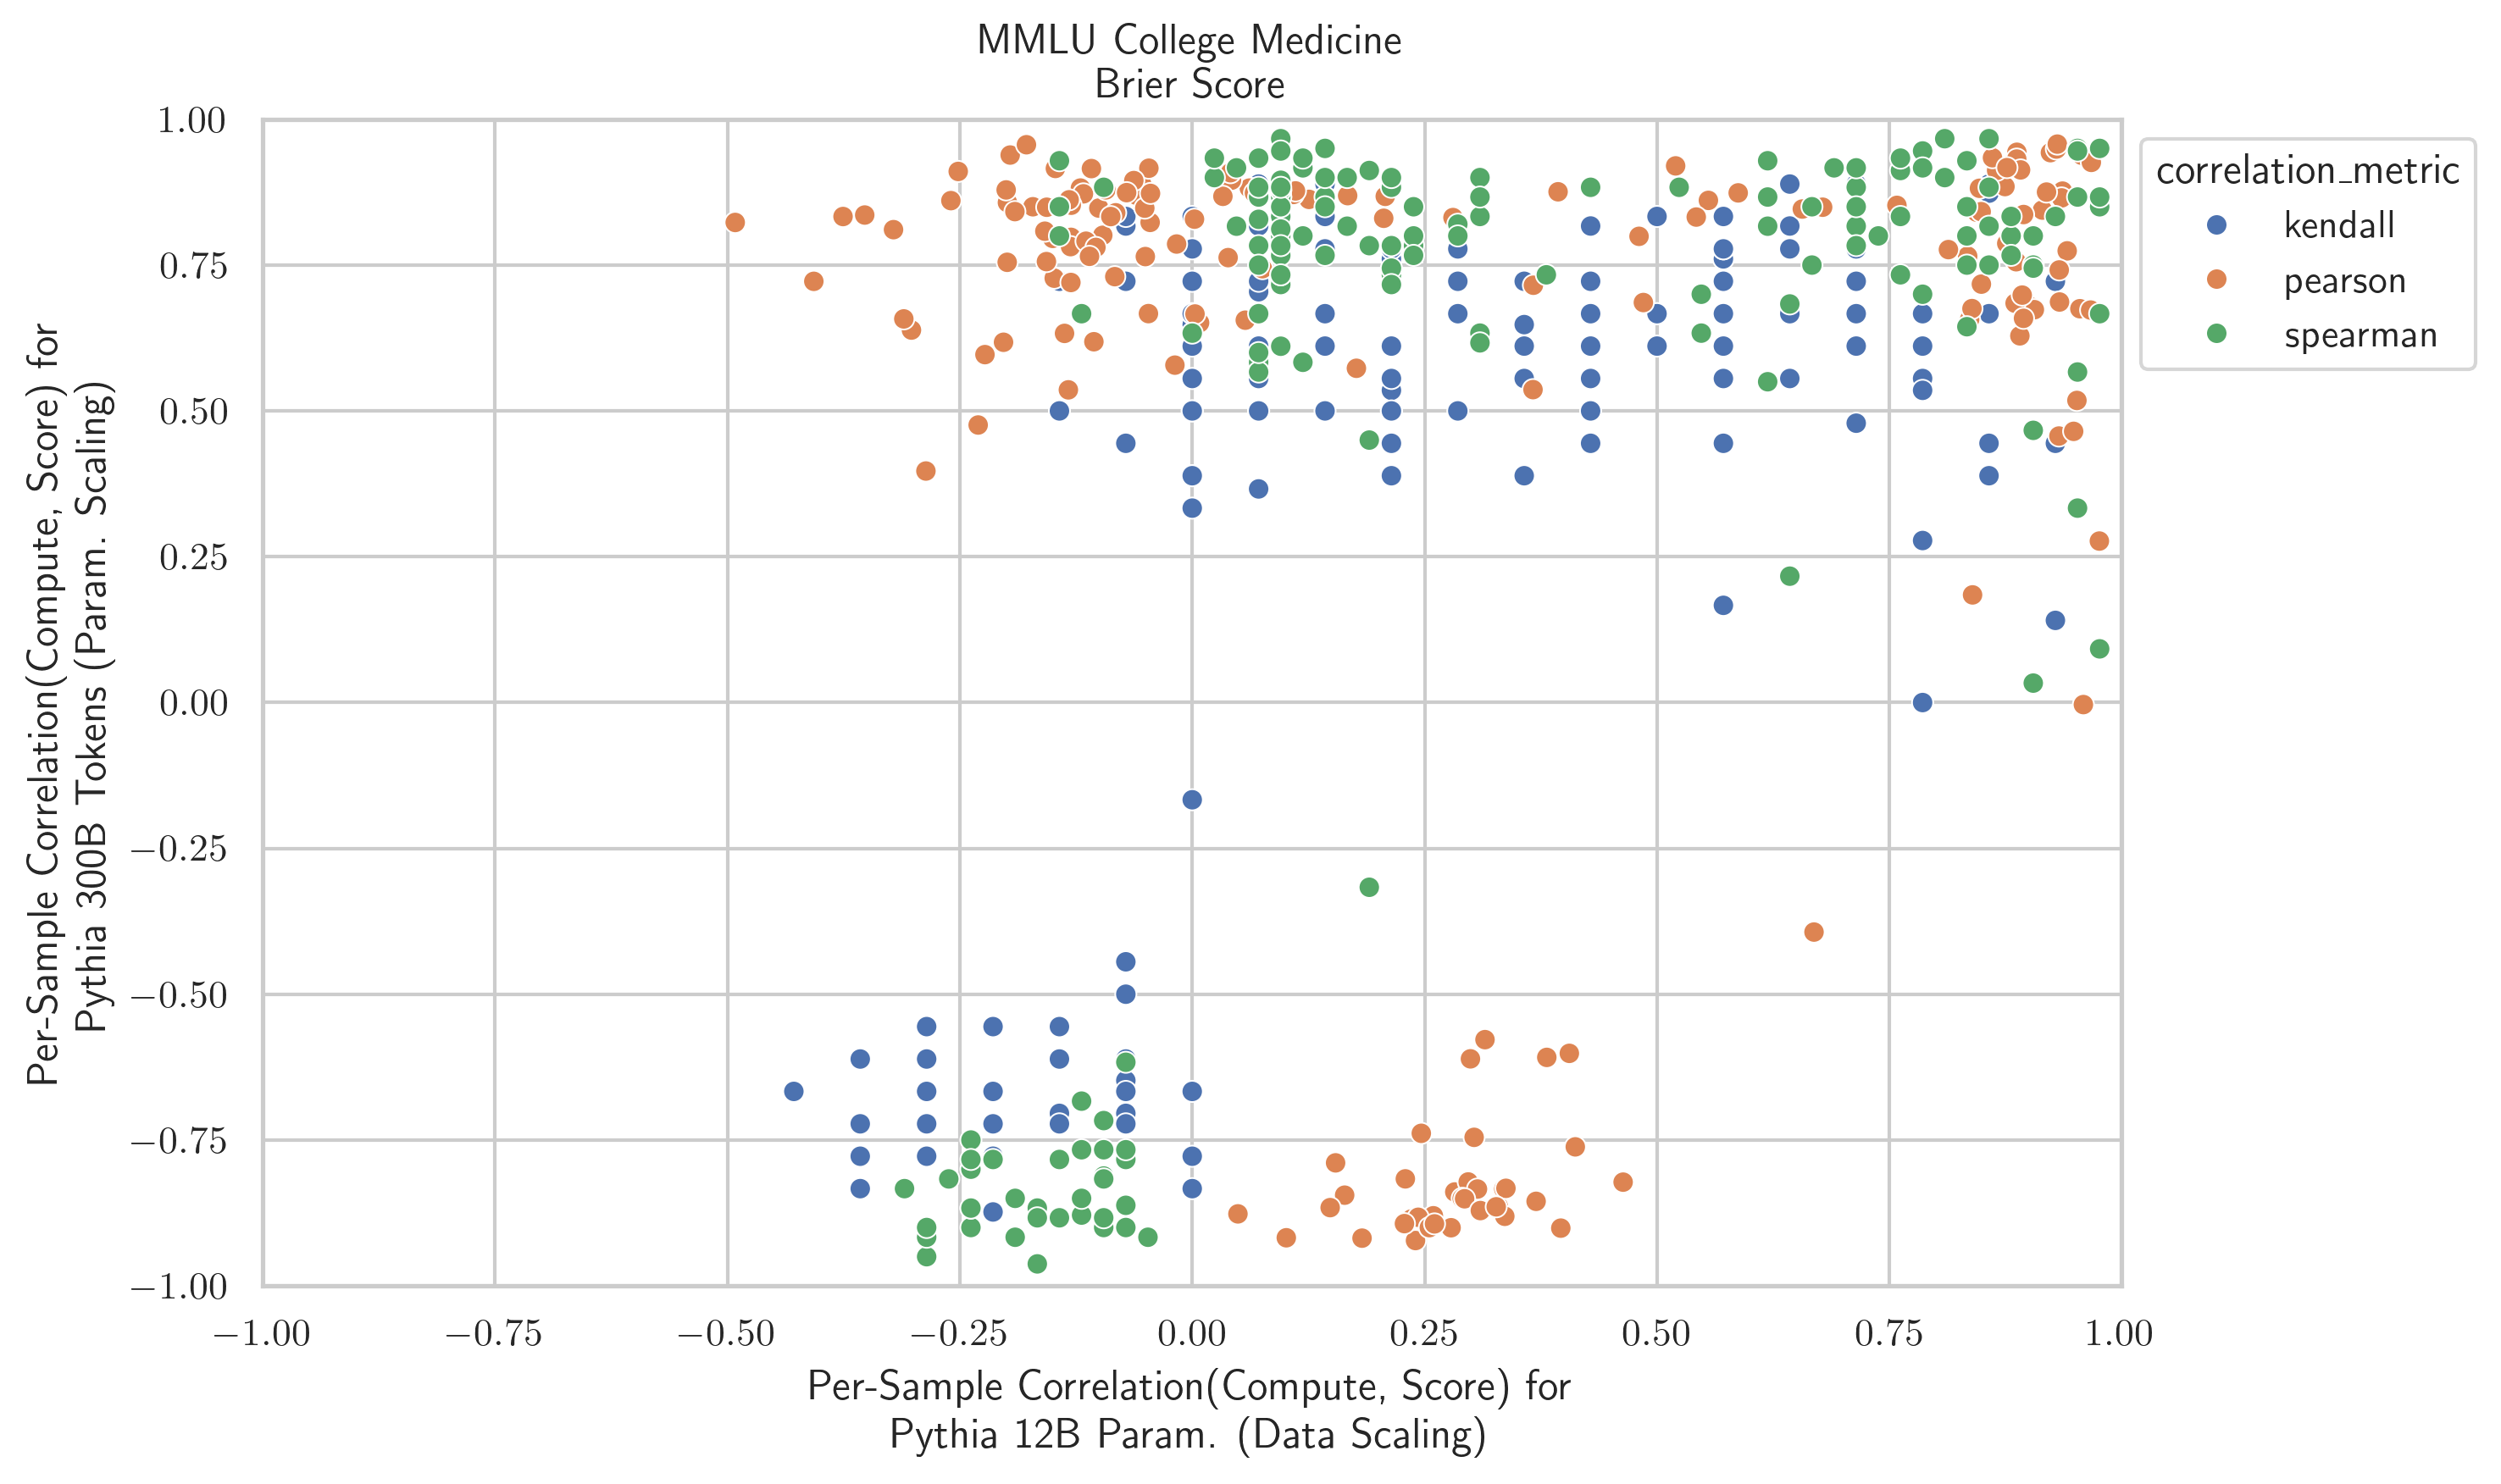 MMLU College Medicine
Brier Score
Per-Sample Correlation(Compute, Score) for
Pythia 300B Tokens (Param. Scaling)
1.00
0.75
0.50
0.25
0.00
−0.25
−0.50
−0.75
−1.00
−1.00
−0.75
−0.50
−0.25
0.00
0.25
0.50
0.75
1.00
Per-Sample Correlation(Compute, Score) for
Pythia 12B Param. (Data Scaling)
correlation_metric
kendall
pearson
spearman